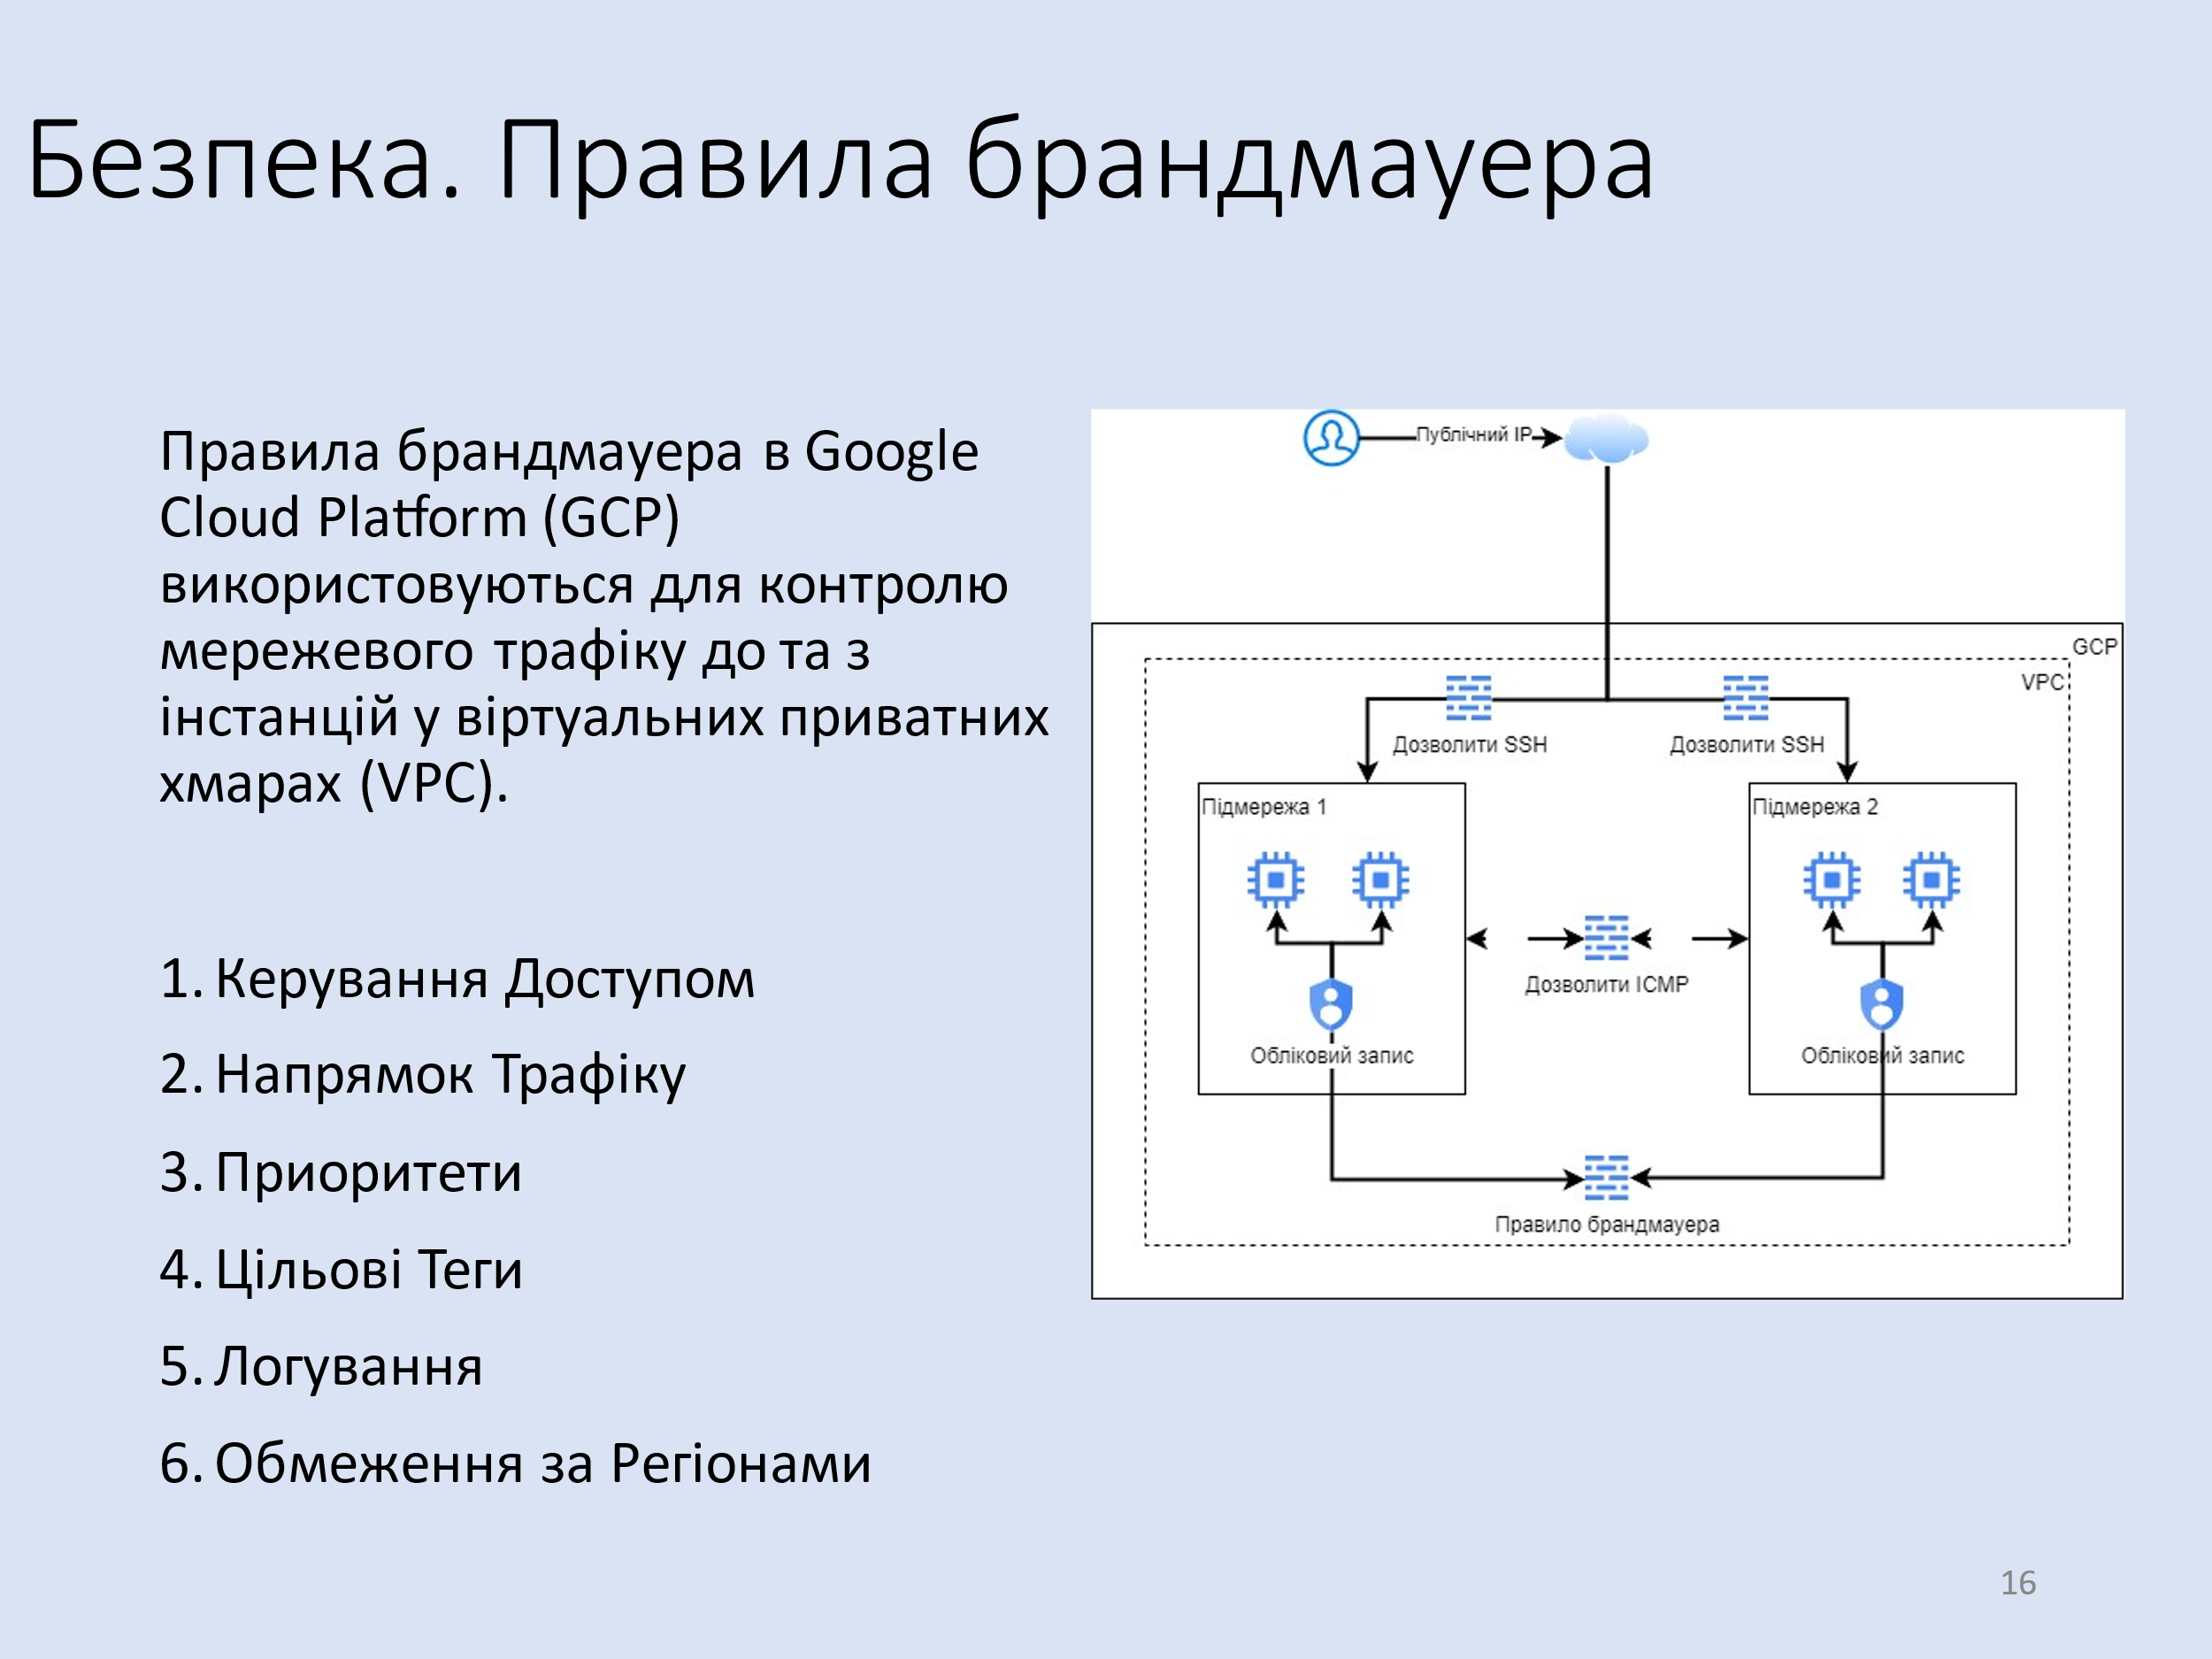 Безпека. Правила брандмауера
Правила брандмауера в Google
Cloud Platform (GCP)
використовуються для контролю
мережевого трафіку до та з
інстанцій у віртуальних приватних
хмарах (VPC).
1. Керування Доступом
2. Напрямок Трафіку
3. Приоритети
4. Цільові Теги
5. Логування
6. Обмеження за Регіонами
Публічний IP
GCP
VPC
Дозволити SSH
Дозволити SSH
Підмережа 1
Підмережа 2
Дозволити ICMP
Обліковий запис
Обліковий запис
Правило брандмауера
16